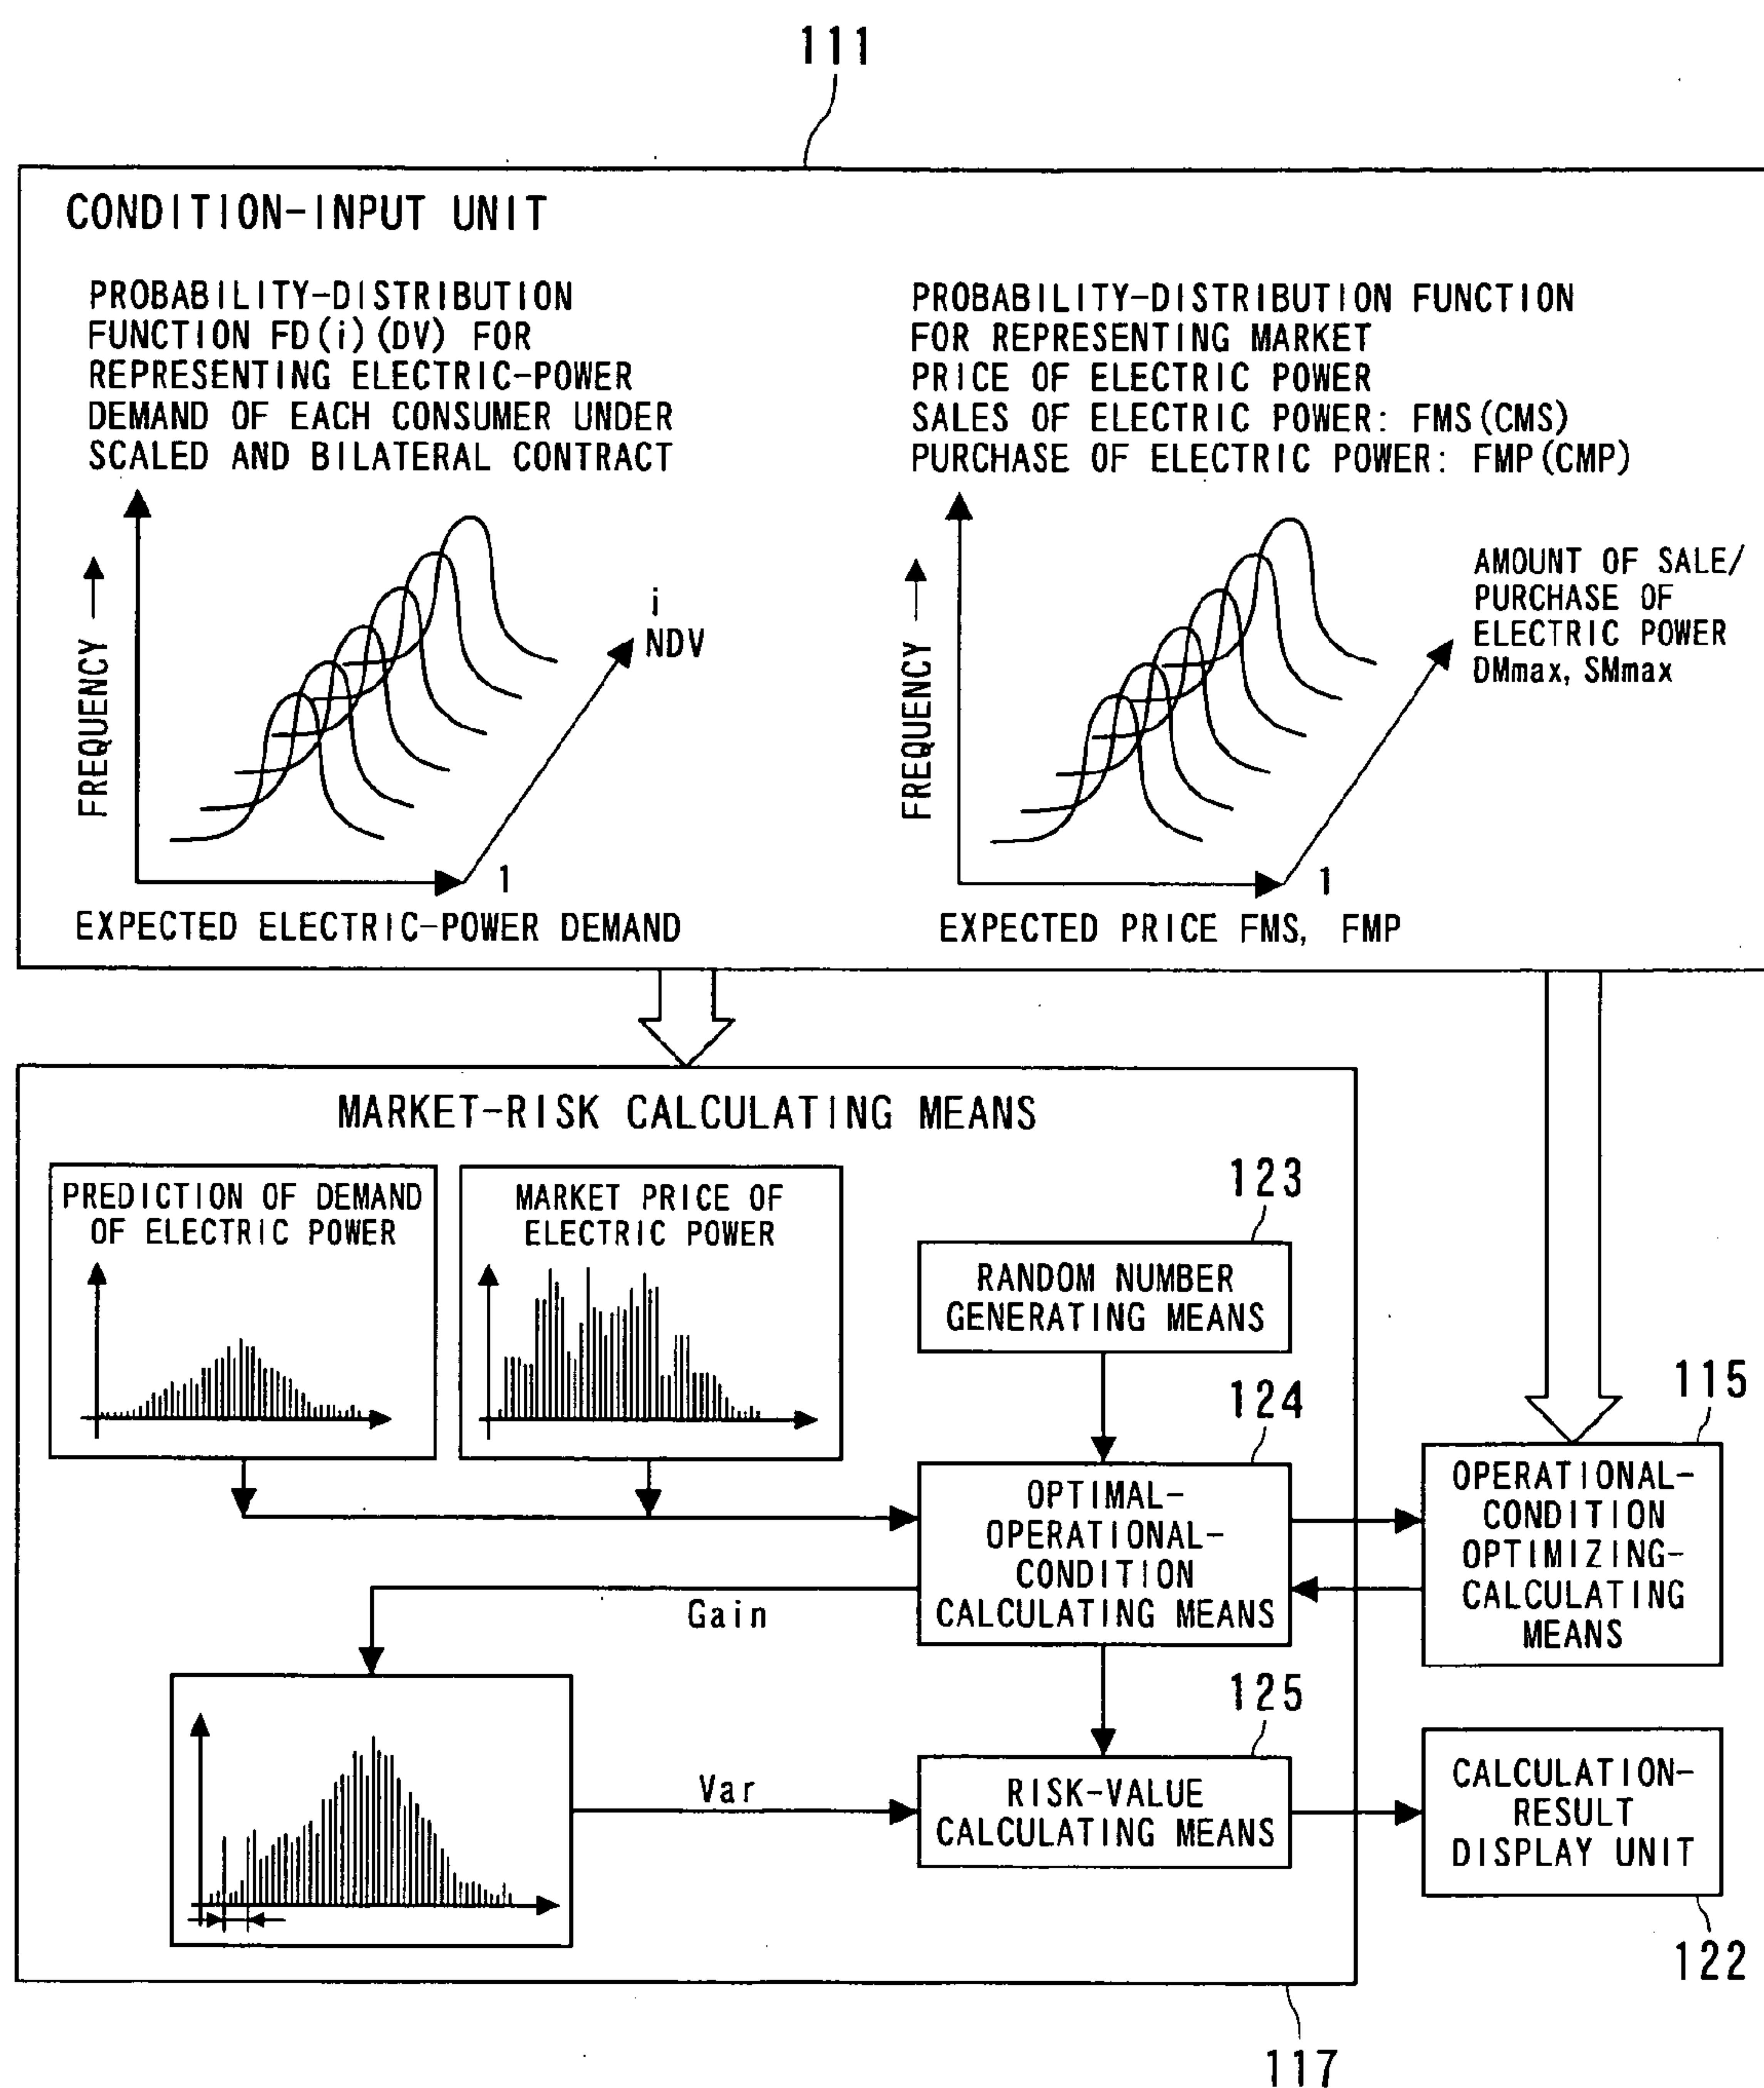 111
CONDITION-INPUT UNIT
PROBABILITY-DISTRIBUTION
FUNCTION FD(i)(DV) FOR
REPRESENTING ELECTRIC-POWER
DEMAND OF EACH CONSUMER UNDER
SCALED AND BILATERAL CONTRACT
FREQUENCY
i
NDV
1
EXPECTED ELECTRIC-POWER DEMAND
PROBABILITY-DISTRIBUTION FUNCTION
FOR REPRESENTING MARKET
PRICE OF ELECTRIC POWER
SALES OF ELECTRIC POWER: FMS(CMS)
PURCHASE OF ELECTRIC POWER: FMP(CMP)
FREQUENCY
AMOUNT OF SALE/
PURCHASE OF
ELECTRIC POWER
DMmax, SMmax
1
EXPECTED PRICE FMS, FMP
MARKET-RISK CALCULATING MEANS
PREDICTION OF DEMAND
OF ELECTRIC POWER
MARKET PRICE OF
ELECTRIC POWER
123
RANDOM NUMBER
GENERATING MEANS
124
OPTIMAL-
OPERATIONAL-
CONDITION
CALCULATING MEANS
115
OPERATIONAL-
CONDITION
OPTIMIZING-
CALCULATING
MEANS
Gain
125
Var
RISK-VALUE
CALCULATING MEANS
CALCULATION-
RESULT
DISPLAY UNIT
122
117